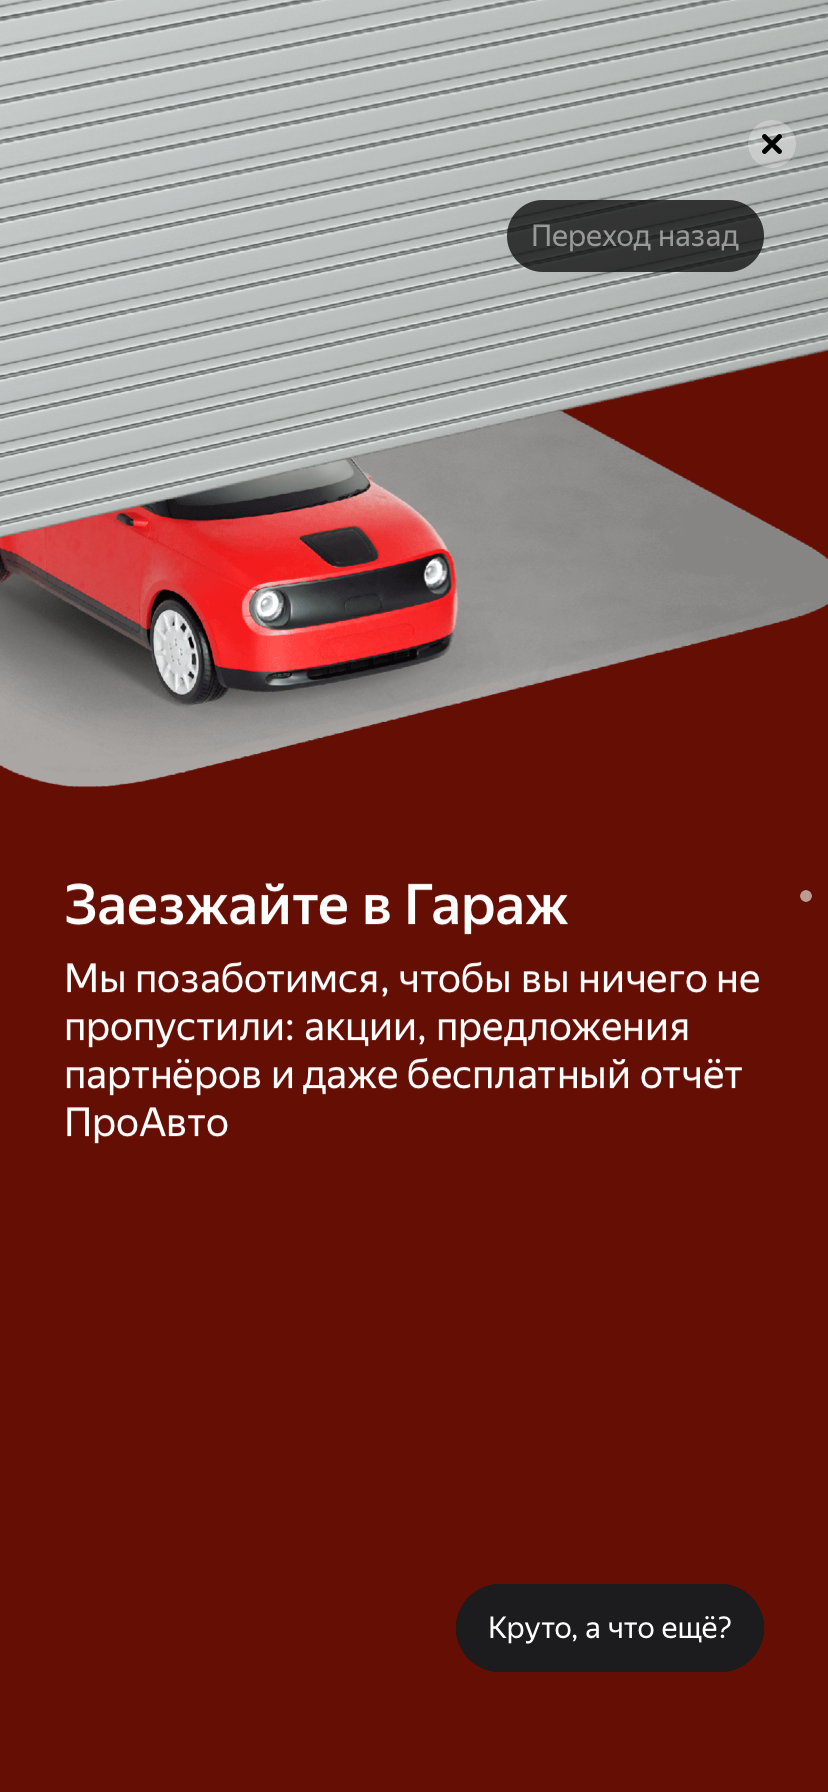 Переход назад
Заезжайте в Гараж
Мы позаботимся, чтобы вы ничего не
пропустили: акции, предложения
партнёров и даже бесплатный отчёт
ПроАвто
Круто, а что ещё?